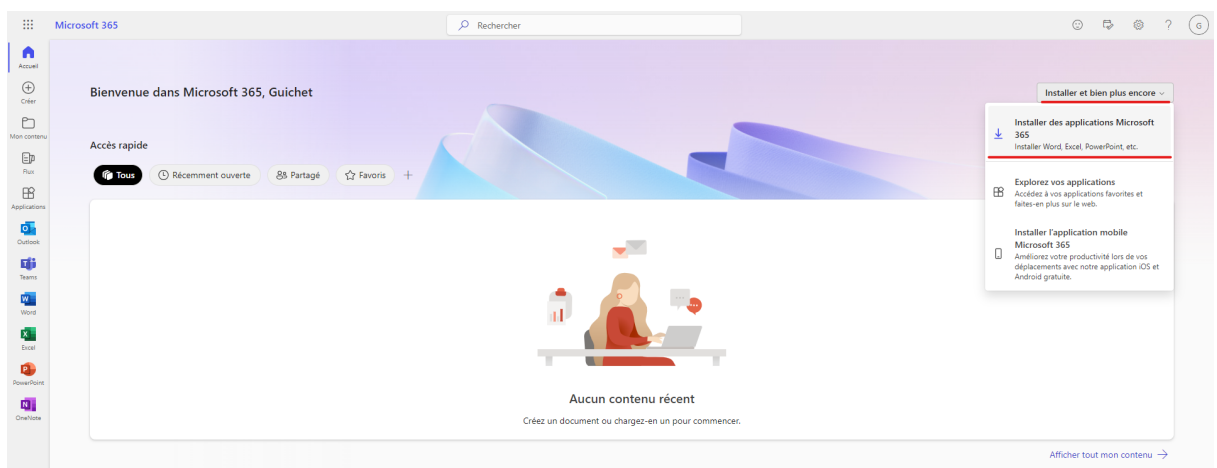 Microsoft 365
Rechercher
?
G
Accueil
Créer
Mon contenu
Flux
Applications
Outlook
Teams
Word
Excel
PowerPoint
OneNote
Bienvenue dans Microsoft 365, Guichet
Installer et bien plus encore
Installer des applications Microsoft
365
Installer Word, Excel, PowerPoint, etc.
Explorez vos applications
Accédez à vos applications favorites et
faites-en plus sur le web.
Installer l'application mobile
Microsoft 365
Améliorez votre productivité lors de vos
déplacements avec notre application iOS et
Android gratuite.
Accès rapide
Tous
Récemment ouverte
Partagé
Favoris
+
Aucun contenu récent
Créez un document ou chargez-en un pour commencer.
Afficher tout mon contenu →